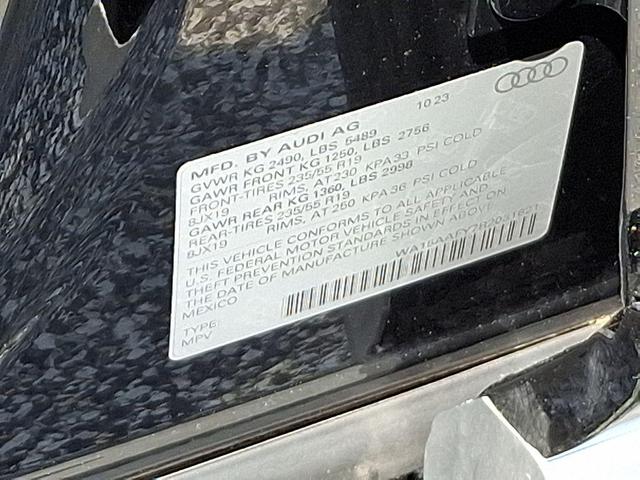 MFD. BY AUDI AG 10 23
GVWR KG 2490, LBS 5489
GAWR FRONT KG 1250, LBS 2756
FRONT-TIRES 235/55 R19
8JX19 RIMS, AT 230 KPA 33 PSI COLD
GAWR REAR KG 1360, LBS 2998
REAR-TIRES 235/55 R19
8JX19 RIMS, AT 250 KPA 36 PSI COLD
THIS VEHICLE CONFORMS TO ALL APPLICABLE
U.S. FEDERAL MOTOR VEHICLE SAFETY AND
THEFT PREVENTION STANDARDS IN EFFECT ON
THE DATE OF MANUFACTURE SHOWN ABOVE
MEXICO
TYPE:
MPV